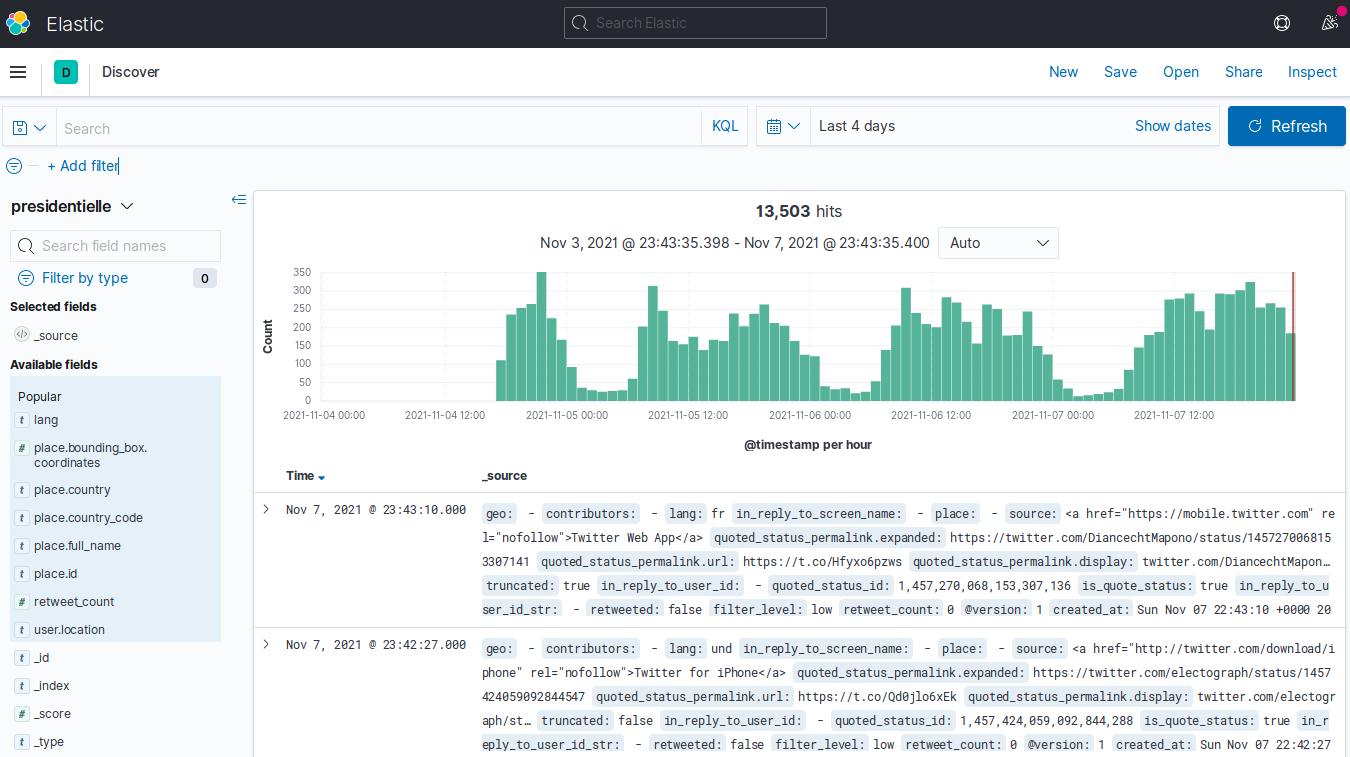 Elastic
Search Elastic
D
Discover
New Save Open Share Inspect
Search
KQL
Last 4 days
Show dates
Refresh
+ Add filter
presidentielle
Search field names
Filter by type 0
Selected fields
_source
Available fields
Popular
t lang
# place.bounding_box.
coordinates
t place.country
t place.country_code
t place.full_name
t place.id
# retweet_count
t user.location
t _id
t _index
# _score
t _type
13,503 hits
Nov 3, 2021 @ 23:43:35.398 - Nov 7, 2021 @ 23:43:35.400 Auto
350
300
250
200
150
100
50
0
Count
2021-11-04 00:00 2021-11-04 12:00 2021-11-05 00:00 2021-11-05 12:00 2021-11-06 00:00 2021-11-06 12:00 2021-11-07 00:00 2021-11-07 12:00
@timestamp per hour
Time _source
Nov 7, 2021 @ 23:43:10.000 geo: - contributors: - lang: fr in_reply_to_screen_name: - place: - source: <a href="https://mobile.twitter.com" re
l="nofollow">Twitter Web App</a> quoted_status_permalink.expanded: https://twitter.com/DiancechtMapono/status/145727006815
3307141 quoted_status_permalink.url: https://t.co/Hfyxo6pzws quoted_status_permalink.display: twitter.com/DiancechtMapon…
truncated: true in_reply_to_user_id: - quoted_status_id: 1,457,270,068,153,307,136 is_quote_status: true in_reply_to_u
ser_id_str: - retweeted: false filter_level: low retweet_count: 0 @version: 1 created_at: Sun Nov 07 22:43:10 +0000 20
Nov 7, 2021 @ 23:42:27.000 geo: - contributors: - lang: und in_reply_to_screen_name: - place: - source: <a href="http://twitter.com/download/i
phone" rel="nofollow">Twitter for iPhone</a> quoted_status_permalink.expanded: https://twitter.com/electograph/status/1457
424059092844547 quoted_status_permalink.url: https://t.co/Qd0jlo6xEk quoted_status_permalink.display: twitter.com/electogr
aph/st… truncated: false in_reply_to_user_id: - quoted_status_id: 1,457,424,059,092,844,288 is_quote_status: true in_r
eply_to_user_id_str: - retweeted: false filter_level: low retweet_count: 0 @version: 1 created_at: Sun Nov 07 22:42:27